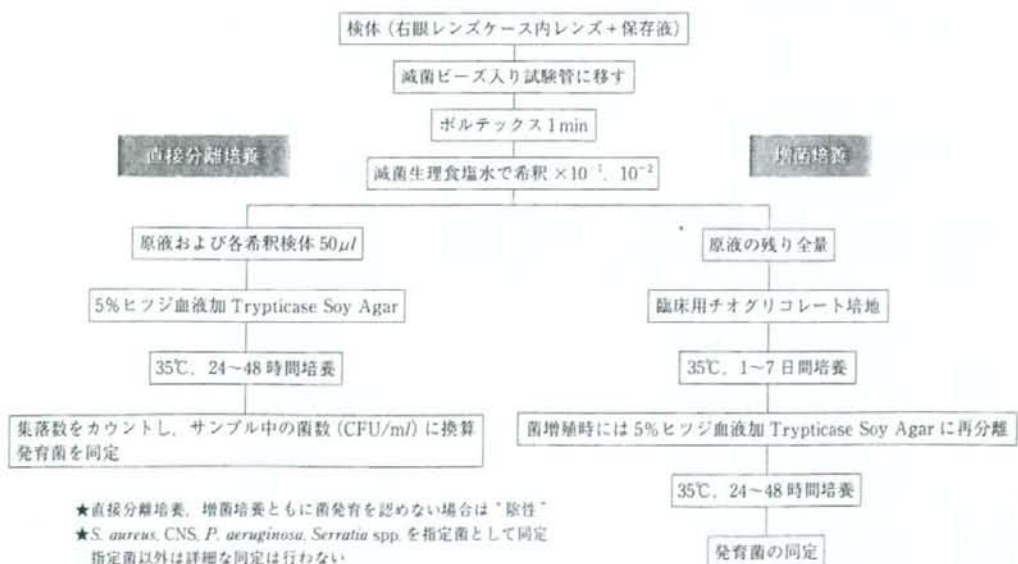 検体（右眼レンズケース内レンズ+保存液）
滅菌ビーズ入り試験管に移す
ボルテックス1min
直接分離培養
増菌培養
滅菌生理食塩水で希釈×10⁻¹, 10⁻²
原液および各希釈検体50μl
5%ヒツジ血液加 Trypticase Soy Agar
35℃, 24〜48時間培養
集落数をカウントし, サンプル中の菌数(CFU/ml)に換算
発育菌を同定
原液の残り全量
臨床用チオグリコレート培地
35℃, 1〜7日間培養
菌増殖時には5%ヒツジ血液加 Trypticase Soy Agar に再分離
35℃, 24〜48時間培養
発育菌の同定
★直接分離培養, 増菌培養ともに菌発育を認めない場合は“陰性”
★S. aureus, CNS, P. aeruginosa, Serratia spp. を指定菌として同定
指定菌以外は詳細な同定は行わない